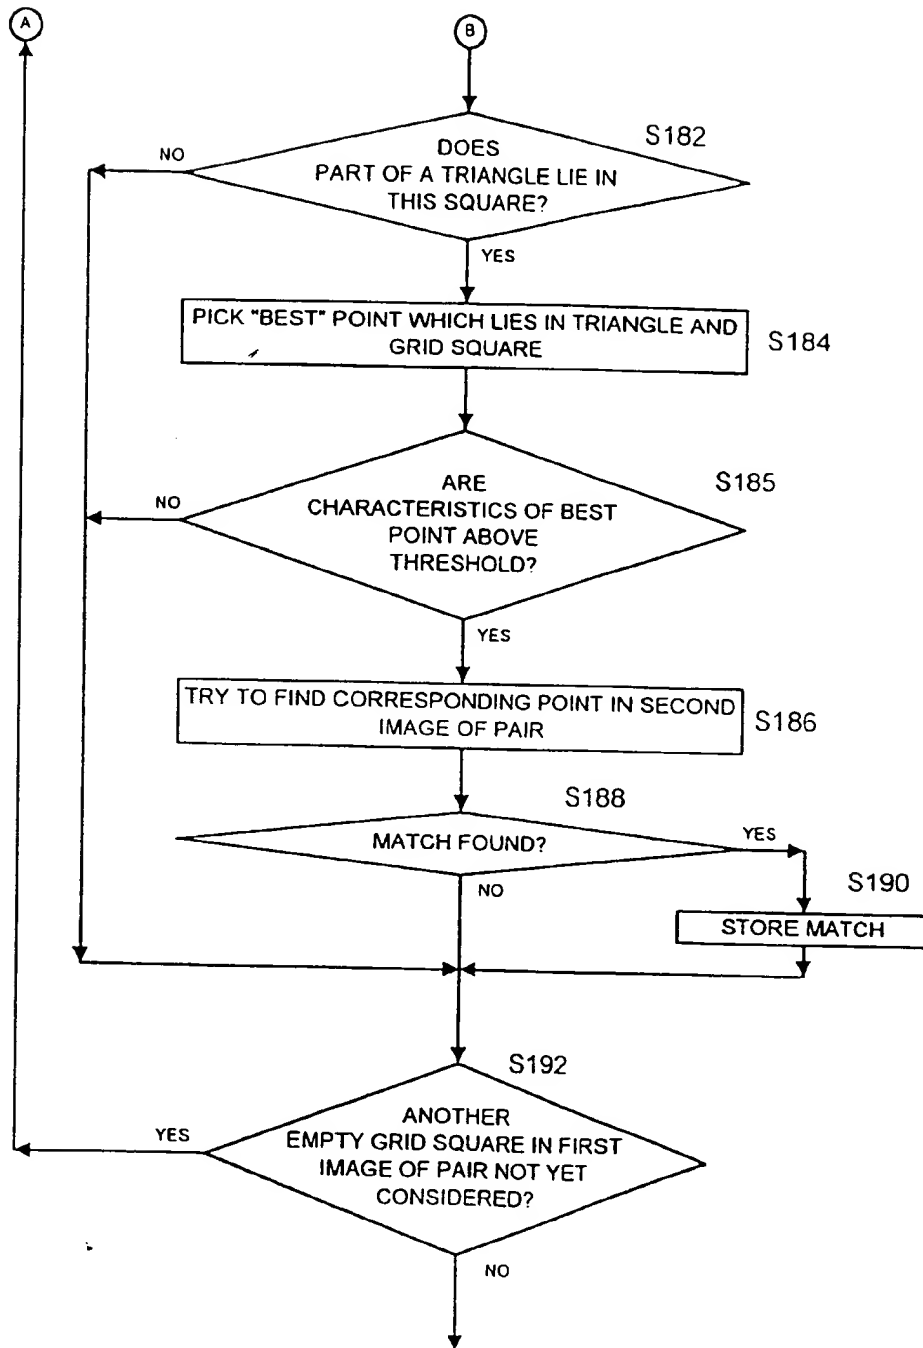 A
B
S182
NO
DOES
PART OF A TRIANGLE LIE IN
THIS SQUARE?
YES
PICK "BEST" POINT WHICH LIES IN TRIANGLE AND
GRID SQUARE
S184
S185
NO
ARE
CHARACTERISTICS OF BEST
POINT ABOVE
THRESHOLD?
YES
TRY TO FIND CORRESPONDING POINT IN SECOND
IMAGE OF PAIR
S186
S188
MATCH FOUND?
YES
NO
S190
STORE MATCH
S192
YES
ANOTHER
EMPTY GRID SQUARE IN FIRST
IMAGE OF PAIR NOT YET
CONSIDERED?
NO